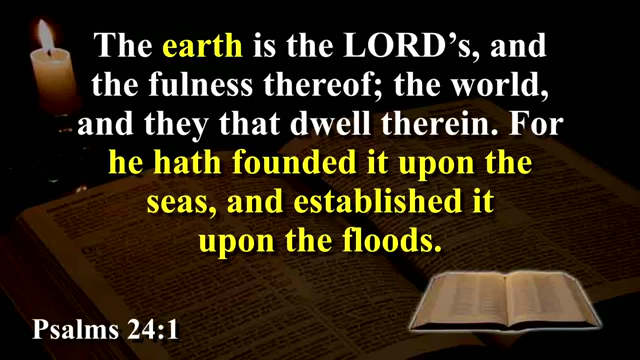 The earth is the LORD’s, and
the fulness thereof; the world,
and they that dwell therein. For
he hath founded it upon the
seas, and established it
upon the floods.
Psalms 24:1